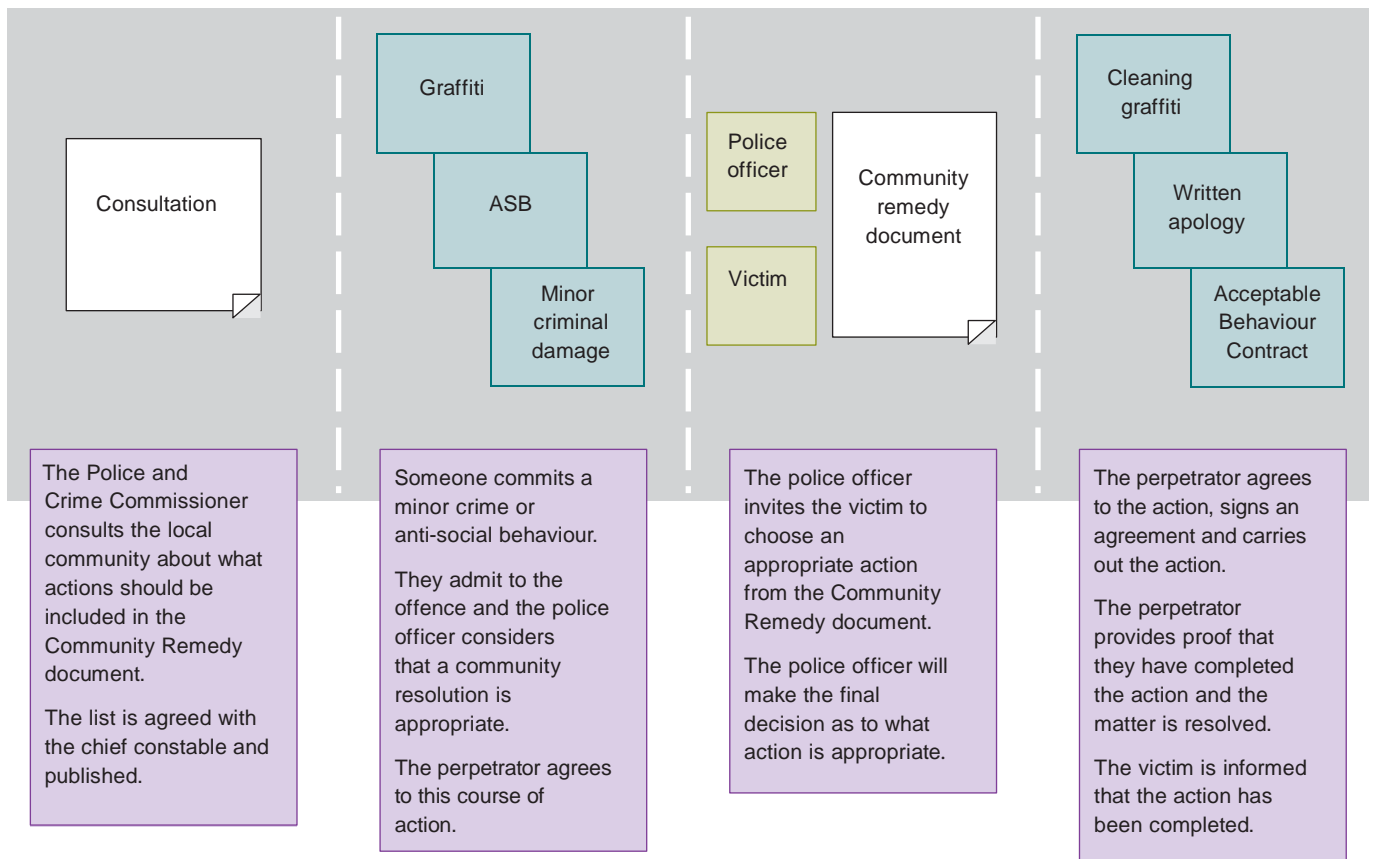 Consultation
Graffiti
ASB
Minor
criminal
damage
Police
officer
Victim
Community
remedy
document
Cleaning
graffiti
Written
apology
Acceptable
Behaviour
Contract
The Police and
Crime Commissioner
consults the local
community about what
actions should be
included in the
Community Remedy
document.
The list is agreed with
the chief constable and
published.
Someone commits a
minor crime or
anti-social behaviour.
They admit to the
offence and the police
officer considers
that a community
resolution is
appropriate.
The perpetrator agrees
to this course of
action.
The police officer
invites the victim to
choose an
appropriate action
from the Community
Remedy document.
The police officer will
make the final
decision as to what
action is appropriate.
The perpetrator agrees
to the action, signs an
agreement and carries
out the action.
The perpetrator
provides proof that
they have completed
the action and the
matter is resolved.
The victim is informed
that the action has
been completed.